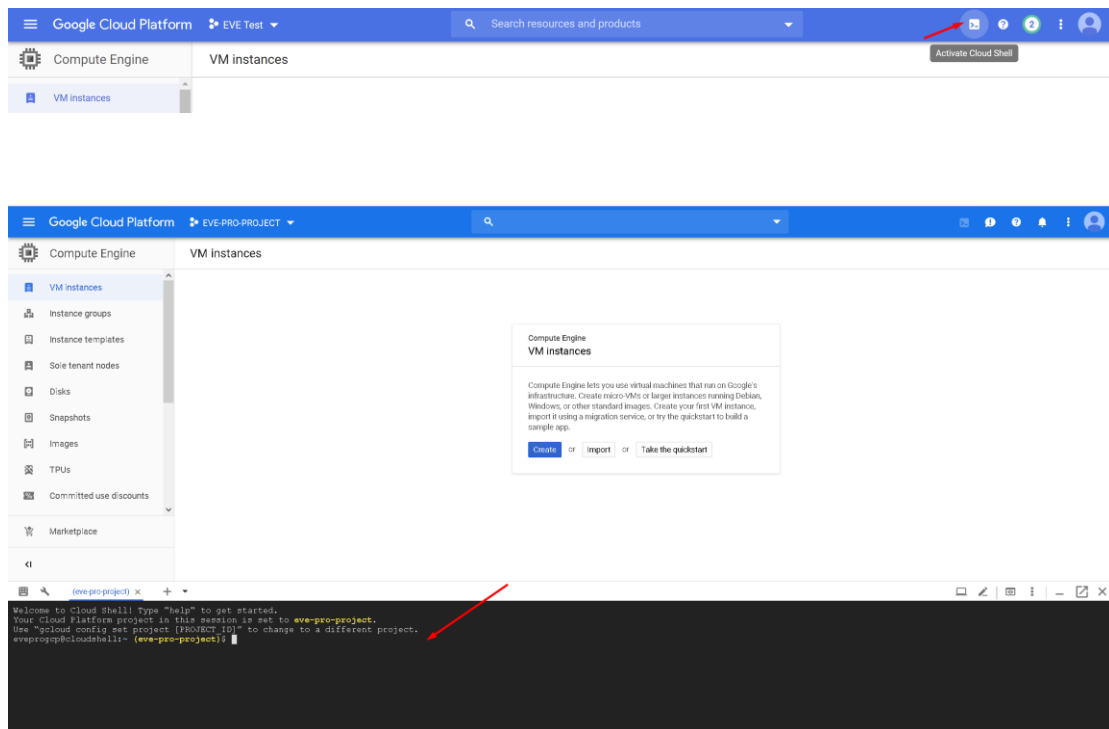 Google Cloud Platform EVE Test Search resources and products 2
Compute Engine VM instances Activate Cloud Shell
VM instances
Google Cloud Platform EVE-PRO-PROJECT
Compute Engine VM instances
VM instances
Instance groups
Instance templates
Sole tenant nodes
Disks
Snapshots
Images
TPUs
Committed use discounts
Marketplace
Compute Engine
VM instances
Compute Engine lets you use virtual machines that run on Google's
infrastructure. Create micro-VMs or larger instances running Debian,
Windows, or other standard images. Create your first VM instance,
import it using a migration service, or try the quickstart to build a
sample app.
Create or Import or Take the quickstart
(eve-pro-project) × + 
Welcome to Cloud Shell! Type "help" to get started.
Your Cloud Platform project in this session is set to eve-pro-project.
Use "gcloud config set project [PROJECT_ID]" to change to a different project.
eveprogcp@cloudshell:~ (eve-pro-project)$